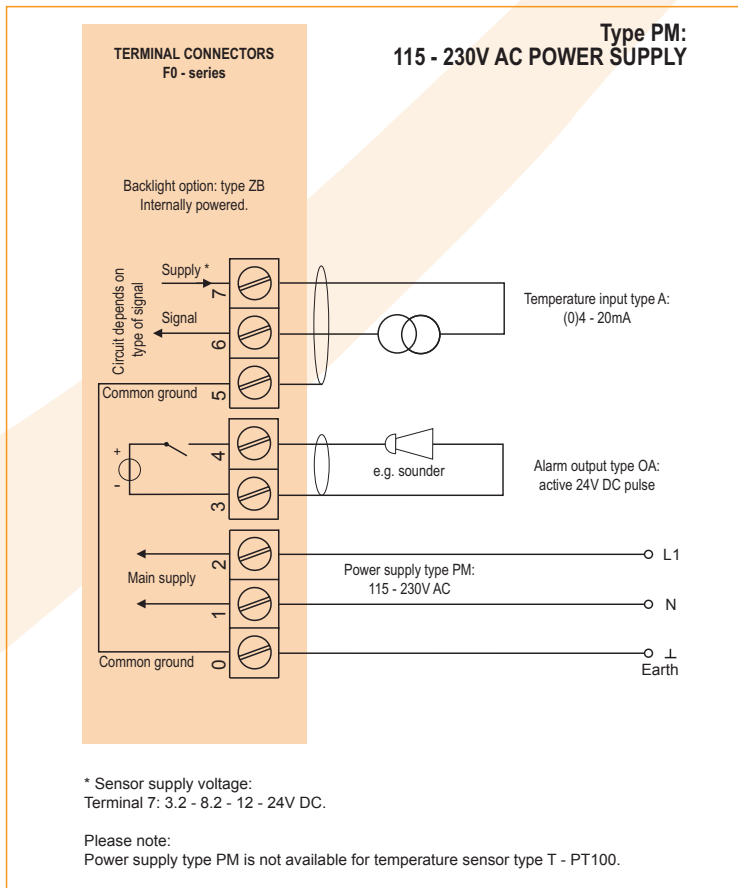 Type PM:
115 - 230V AC POWER SUPPLY
TERMINAL CONNECTORS
F0 - series
Backlight option: type ZB
Internally powered.
Circuit depends on
type of signal
Supply *
7
Signal
6
Common ground
5
Temperature input type A:
(0)4 - 20mA
+
-
4
3
e.g. sounder
Alarm output type OA:
active 24V DC pulse
2
Main supply
1
Power supply type PM:
115 - 230V AC
L1
N
Common ground
0
⊥
Earth
* Sensor supply voltage:
Terminal 7: 3.2 - 8.2 - 12 - 24V DC.
Please note:
Power supply type PM is not available for temperature sensor type T - PT100.